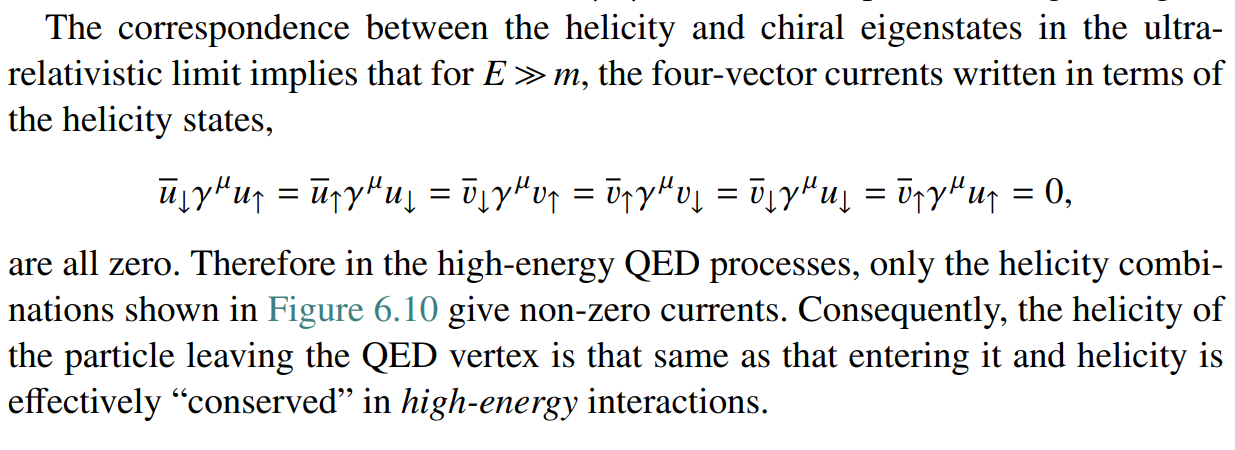 The correspondence between the helicity and chiral eigenstates in the ultra-
relativistic limit implies that for E ≫ m, the four-vector currents written in terms of
the helicity states,
u̅↓γ^μu↑ = u̅↑γ^μu↓ = v̅↓γ^μv↑ = v̅↑γ^μv↓ = v̅↓γ^μu↓ = v̅↑γ^μu↑ = 0,
are all zero. Therefore in the high-energy QED processes, only the helicity combi-
nations shown in Figure 6.10 give non-zero currents. Consequently, the helicity of
the particle leaving the QED vertex is that same as that entering it and helicity is
effectively “conserved” in high-energy interactions.